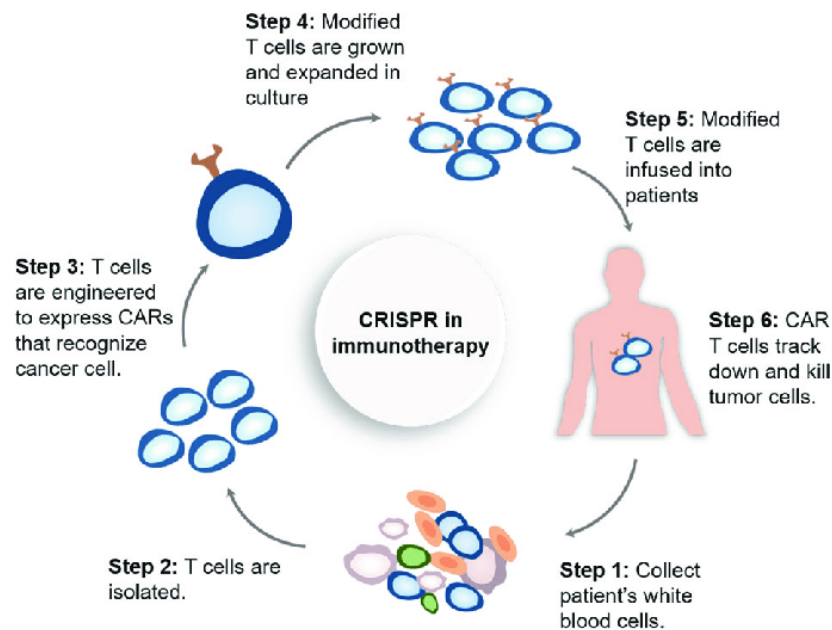 Step 4: Modified
T cells are grown
and expanded in
culture
Step 5: Modified
T cells are
infused into
patients
Step 3: T cells
are engineered
to express CARs
that recognize
cancer cell.
CRISPR in
immunotherapy
Step 6: CAR
T cells track
down and kill
tumor cells.
Step 2: T cells are
isolated.
Step 1: Collect
patient's white
blood cells.